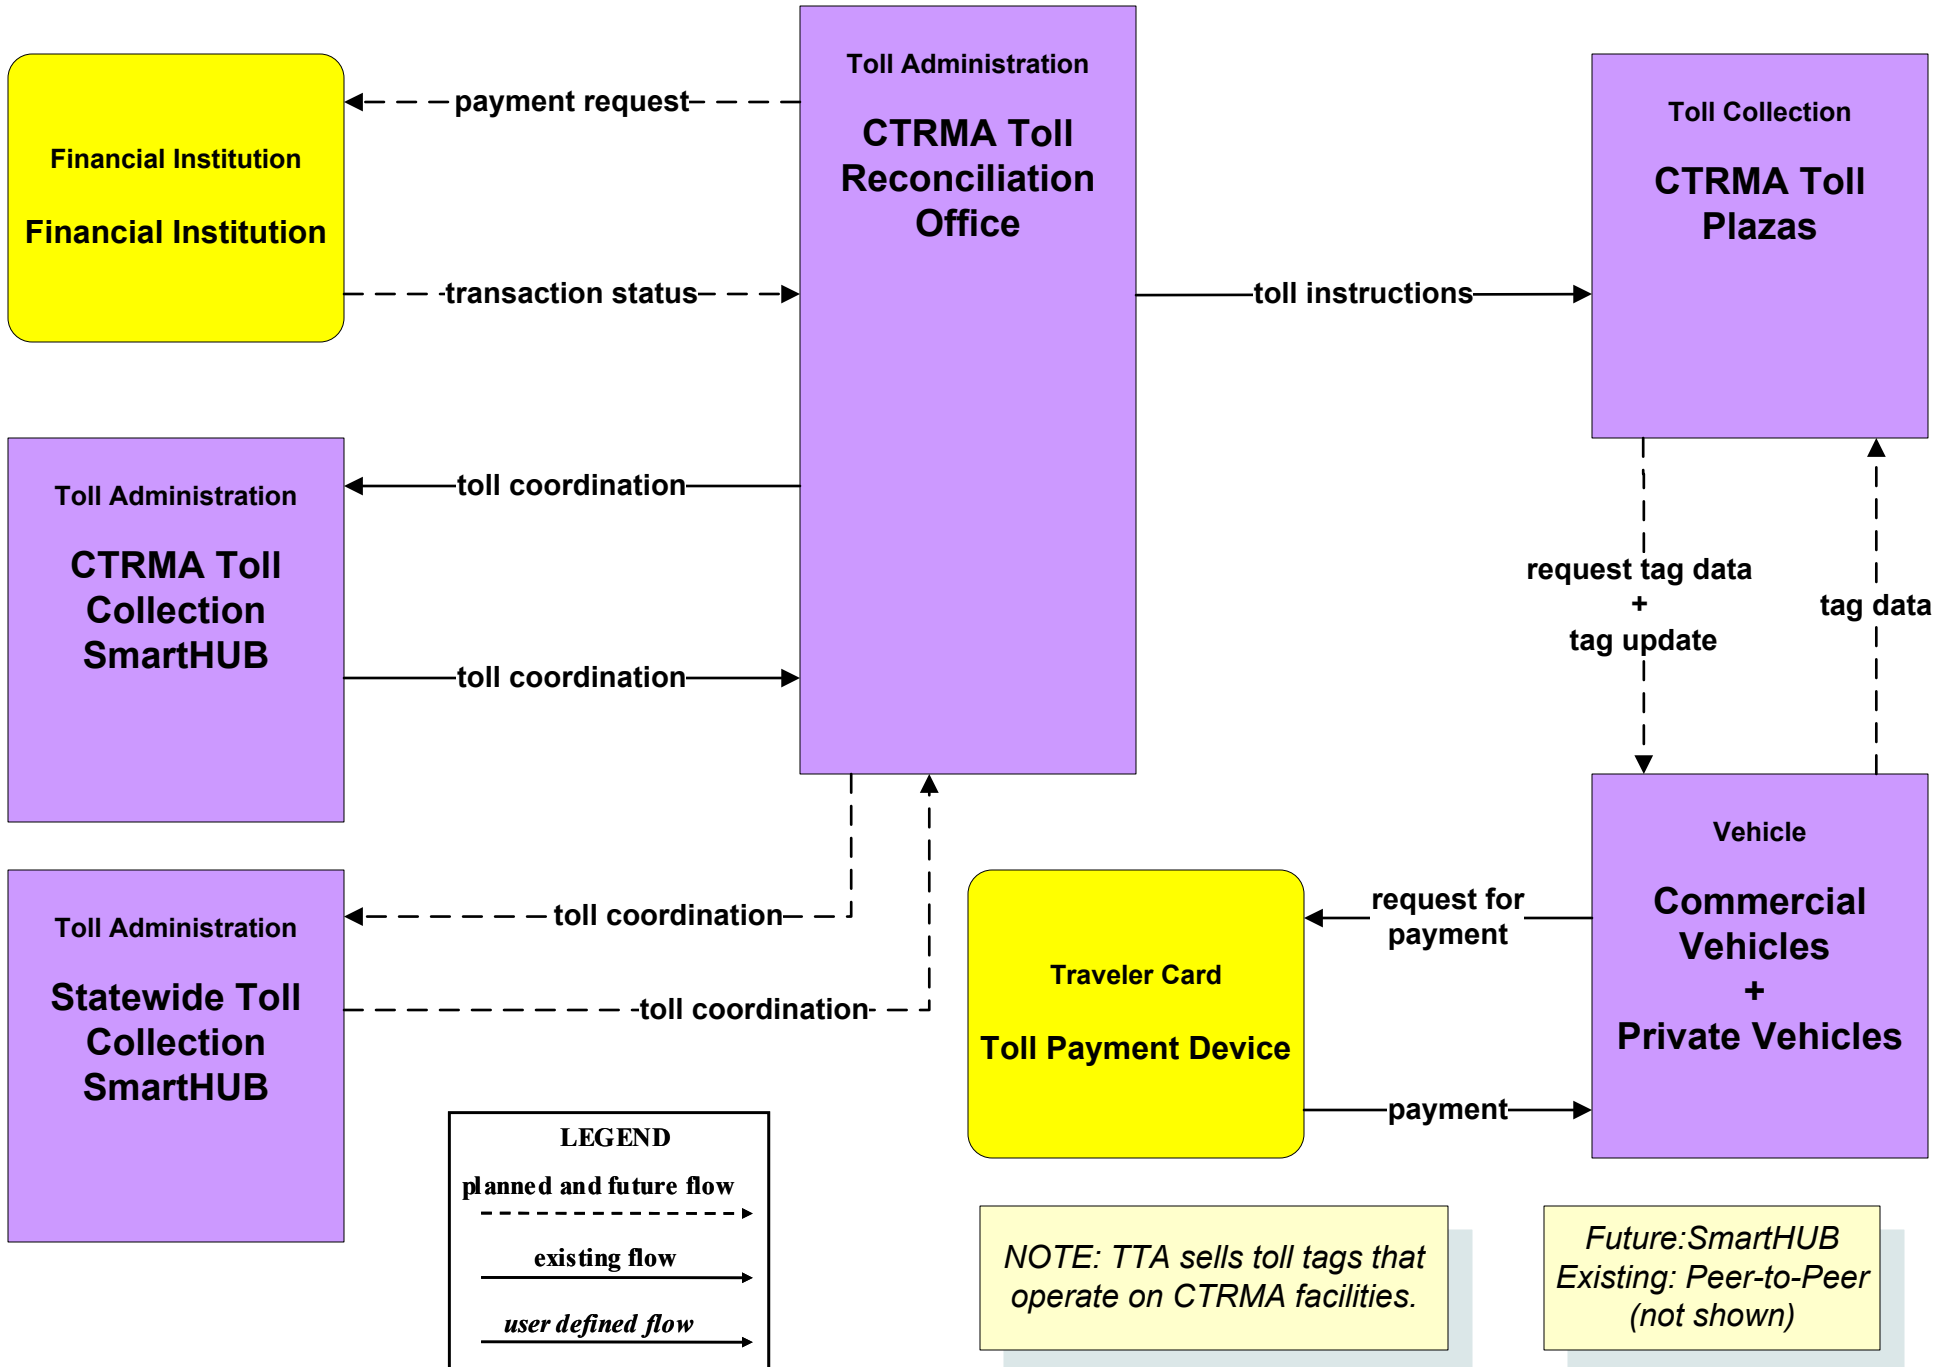 Financial Institution
Financial Institution
payment request
transaction status
Toll Administration
CTRMA Toll
Reconciliation
Office
toll instructions
Toll Collection
CTRMA Toll
Plazas
Toll Administration
CTRMA Toll
Collection
SmartHUB
toll coordination
toll coordination
request tag data
+
tag update
tag data
Toll Administration
Statewide Toll
Collection
SmartHUB
toll coordination
toll coordination
Traveler Card
Toll Payment Device
request for
payment
payment
Vehicle
Commercial
Vehicles
+
Private Vehicles
LEGEND
planned and future flow
existing flow
user defined flow
NOTE: TTA sells toll tags that
operate on CTRMA facilities.
Future:SmartHUB
Existing: Peer-to-Peer
(not shown)